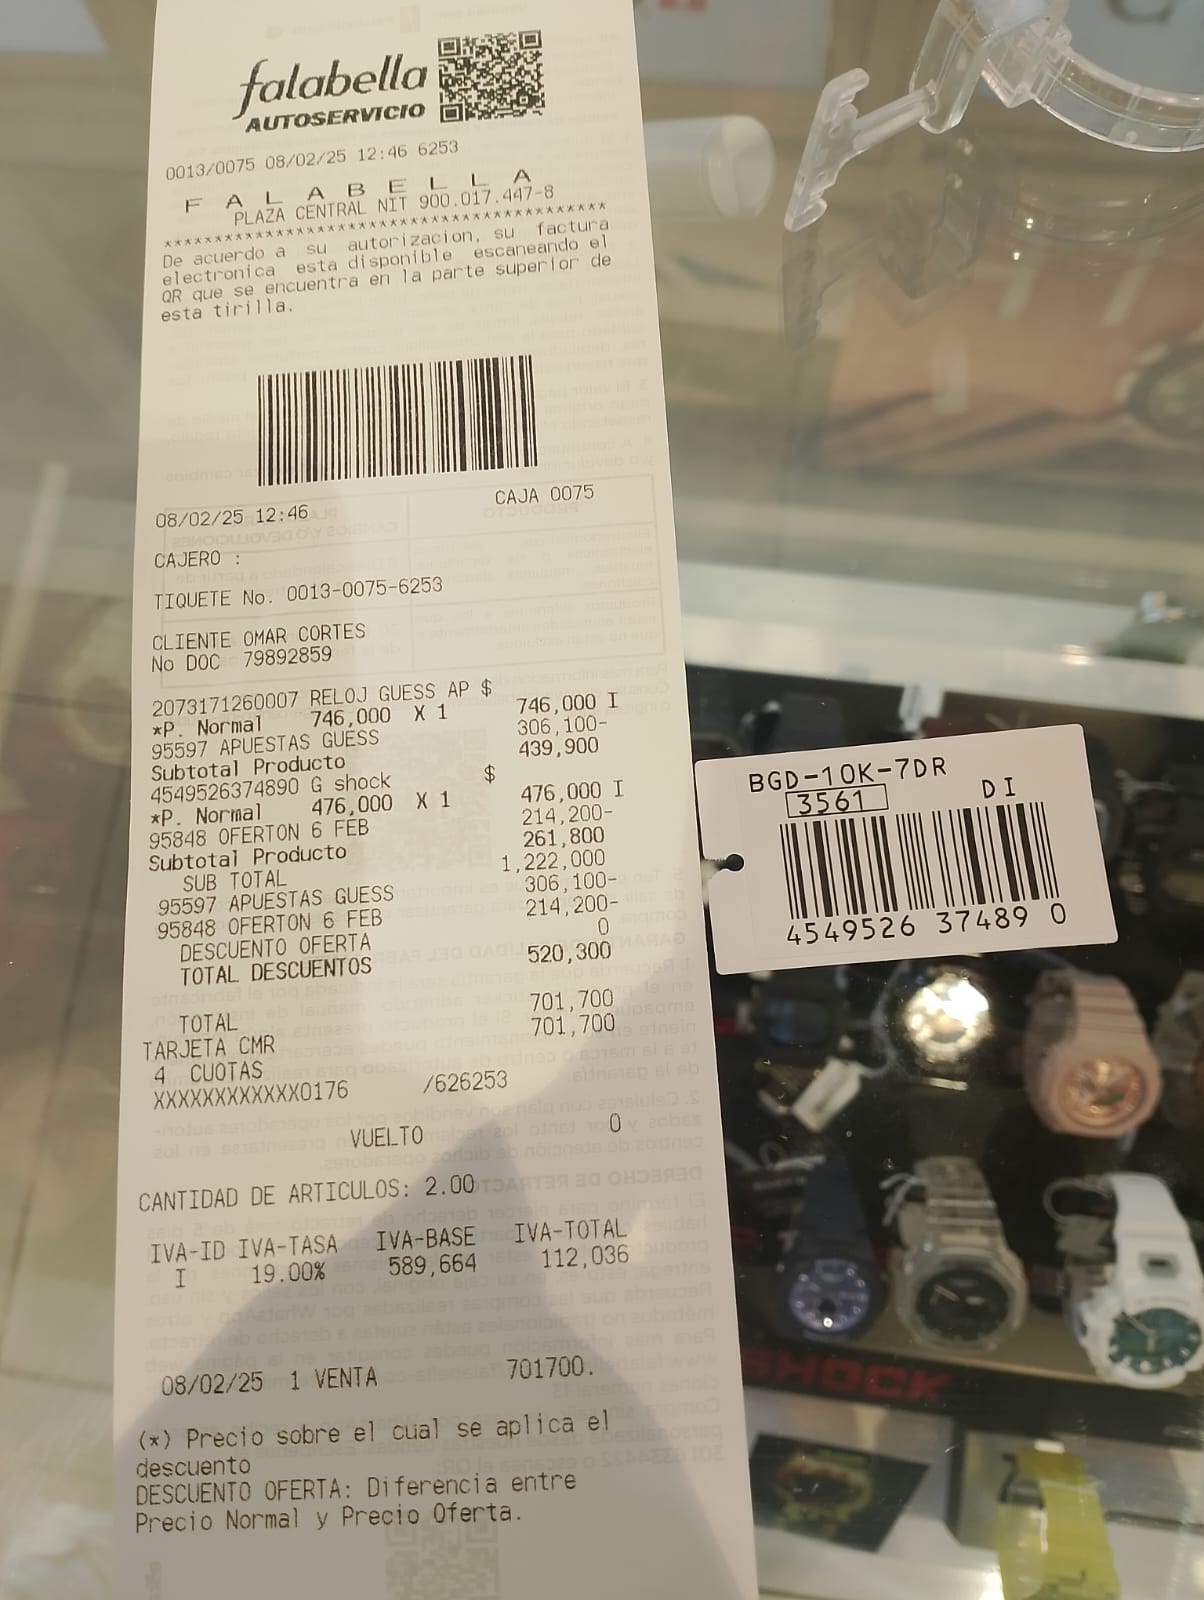 falabella
AUTOSERVICIO
0013/0075 08/02/25 12:46 6253
F A L A B E L L A
PLAZA CENTRAL NIT 900.017.447-8
******************************************
De acuerdo a su autorizacion, su factura
electronica esta disponible escaneando el
QR que se encuentra en la parte superior de
esta tirilla.
08/02/25 12:46 CAJA 0075
CAJERO :
TIQUETE No. 0013-0075-6253
CLIENTE OMAR CORTES
No DOC 79892859
2073171260007 RELOJ GUESS AP $
*P. Normal 746,000 X 1 746,000 I
95597 APUESTAS GUESS 306,100-
Subtotal Producto 439,900
4549526374890 G shock $
*P. Normal 476,000 X 1 476,000 I
95848 OFERTON 6 FEB 214,200-
Subtotal Producto 261,800
SUB TOTAL 1,222,000
95597 APUESTAS GUESS 306,100-
95848 OFERTON 6 FEB 214,200-
DESCUENTO OFERTA 0
TOTAL DESCUENTOS 520,300
TOTAL 701,700
TARJETA CMR 701,700
4 CUOTAS
XXXXXXXXXXXX0176 /626253
VUELTO 0
CANTIDAD DE ARTICULOS: 2.00
IVA-ID IVA-TASA IVA-BASE IVA-TOTAL
I 19.00% 589,664 112,036
08/02/25 1 VENTA 701700.
(*) Precio sobre el cual se aplica el
descuento
DESCUENTO OFERTA: Diferencia entre
Precio Normal y Precio Oferta.
BGD-10K-7DR
3561 DI
4549526 37489 0
SHOCK